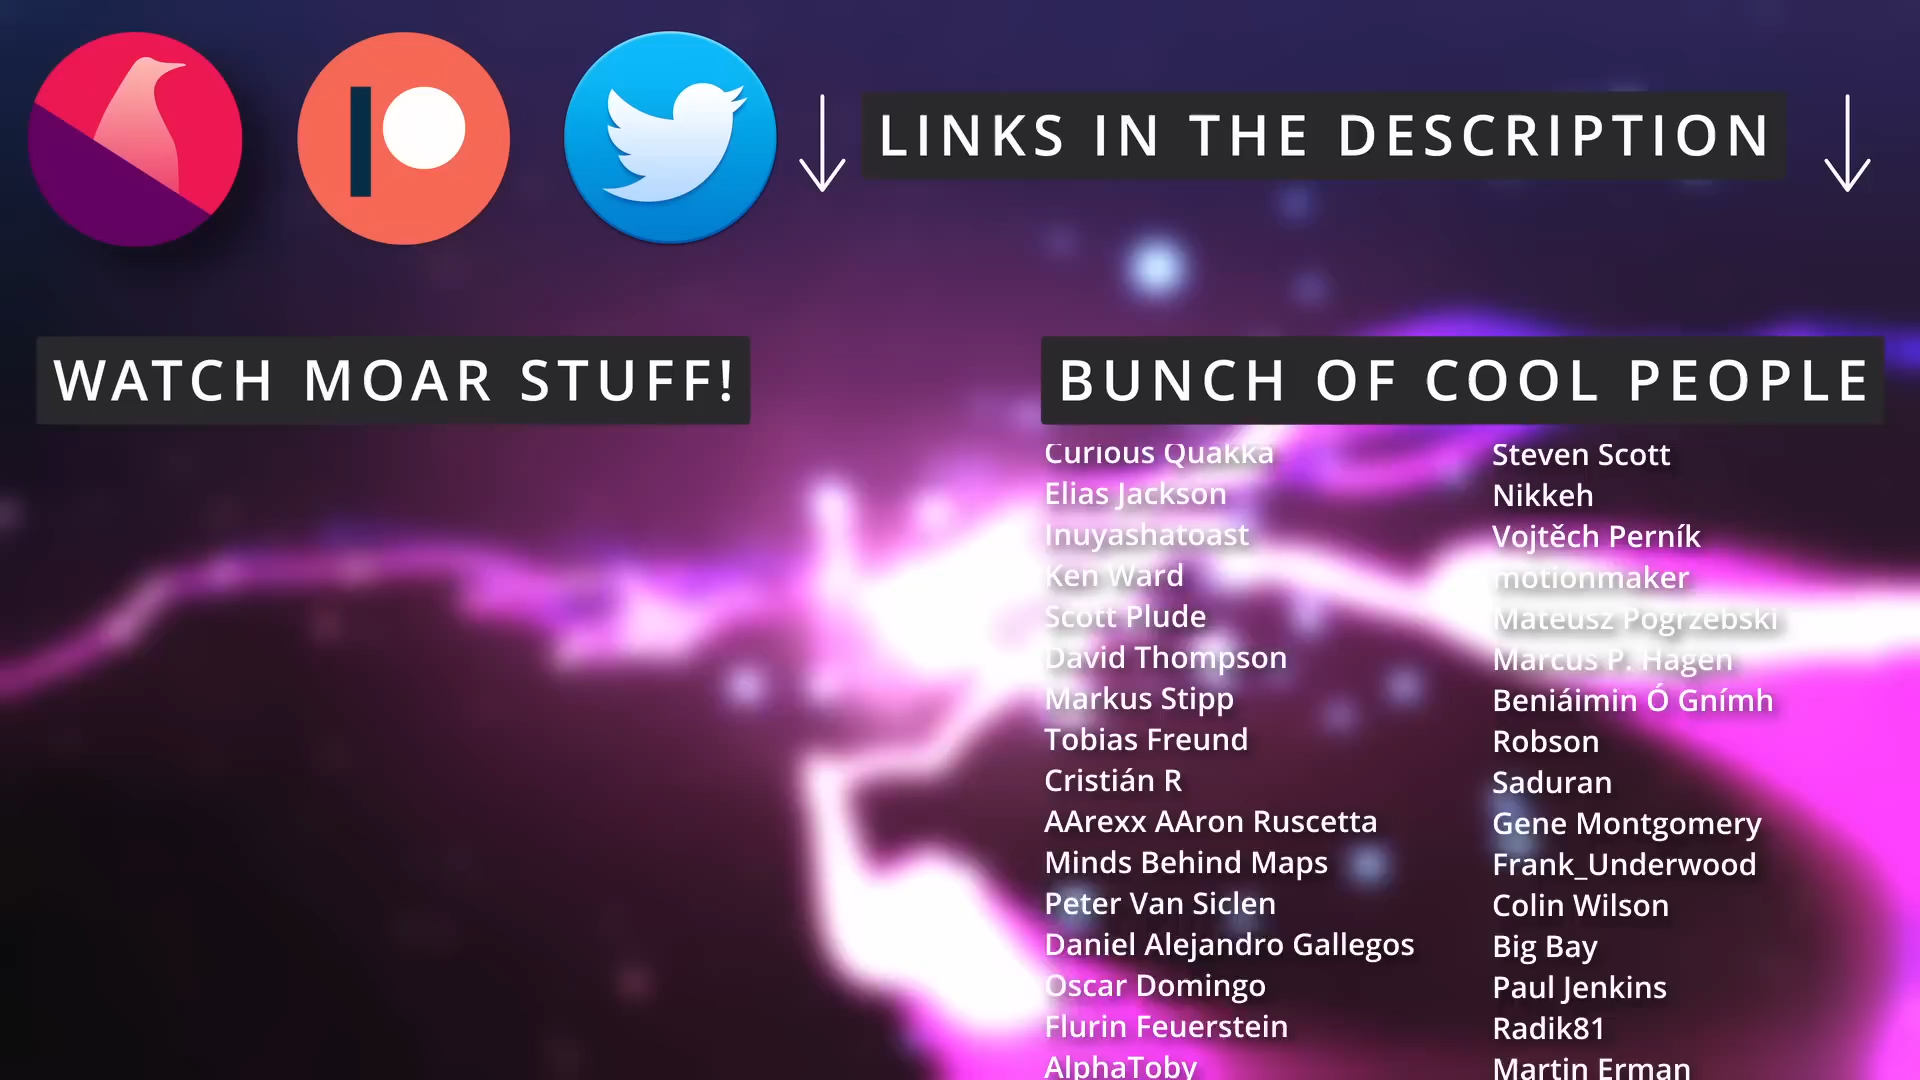 LINKS IN THE DESCRIPTION
WATCH MOAR STUFF!
BUNCH OF COOL PEOPLE
Curious Quakka
Elias Jackson
Inuyashatoast
Ken Ward
Scott Plude
David Thompson
Markus Stipp
Tobias Freund
Cristián R
AArexx AAron Ruscetta
Minds Behind Maps
Peter Van Siclen
Daniel Alejandro Gallegos
Oscar Domingo
Flurin Feuerstein
AlphaToby
Steven Scott
Nikkeh
Vojtěch Perník
motionmaker
Mateusz Pogrzebski
Marcus P. Hagen
Beniáimin Ó Gnímh
Robson
Saduran
Gene Montgomery
Frank_Underwood
Colin Wilson
Big Bay
Paul Jenkins
Radik81
Martin Erman